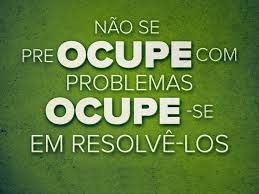 NÃO SE
PREOCUPE COM
PROBLEMAS
OCUPE-SE
EM RESOLVÊ-LOS